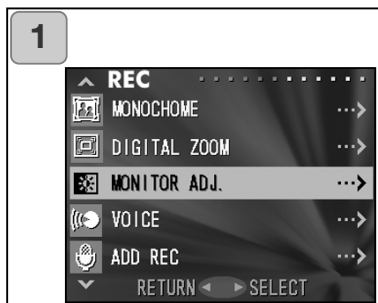 1
REC
MONOCHOME
DIGITAL ZOOM
MONITOR ADJ.
VOICE
ADD REC
RETURN SELECT